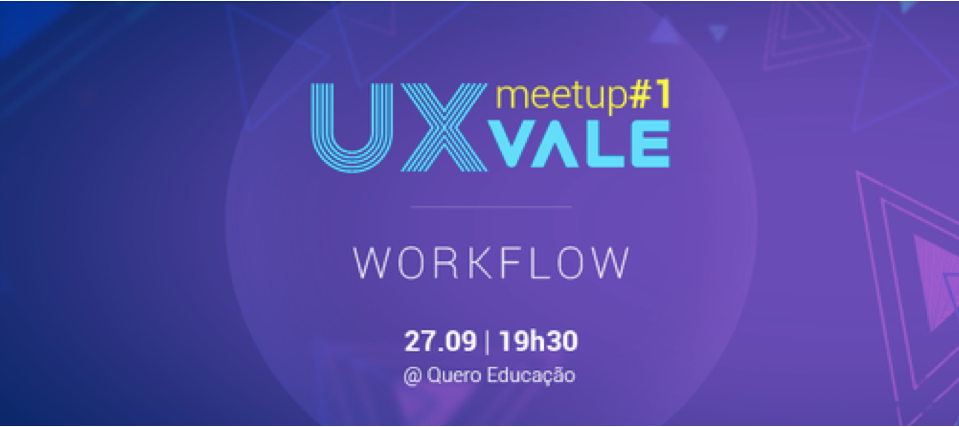 UX meetup#1
VALE
WORKFLOW
27.09 | 19h30
@ Quero Educação